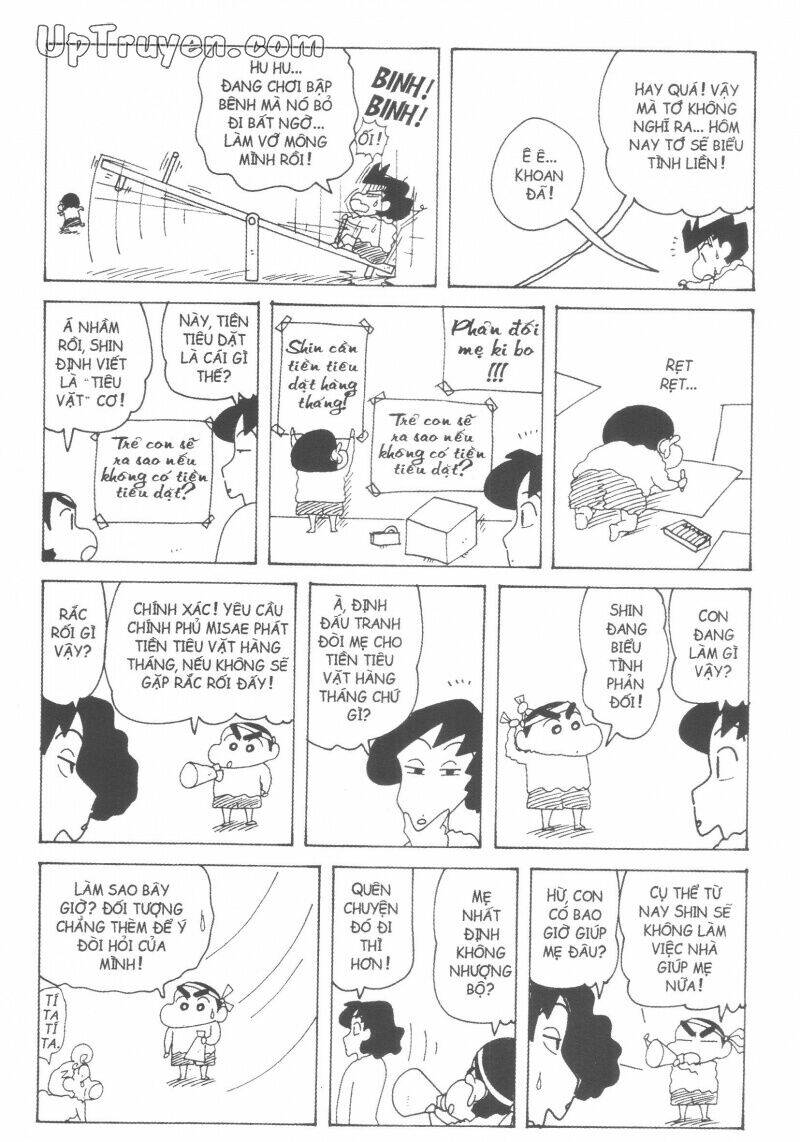 UpTruyen.com
HAY QUÁ! VẬY
MÀ TỚ KHÔNG
NGHĨ RA... HÔM
NAY TỚ SẼ BIỂU
TÌNH LIỀN!
Ê Ê...
KHOAN
ĐÃ!
BINH!
BINH!
ỐI!
HU HU...
ĐANG CHƠI BẬP
BÊNH MÀ NÓ BỎ
ĐI BẤT NGỜ...
LÀM VỚ MÔNG
MÌNH RỒI!
RẸT
RẸT...
Phản đối
mẹ ki bo
!!!
Shin cần
tiền tiêu
dặt hàng
tháng!
Trẻ con sẽ
ra sao nếu
không có tiền
tiêu dặt?
NÀY, TIỀN
TIÊU DẶT
LÀ CÁI GÌ
THẾ?
Á NHẦM
RỒI, SHIN
ĐỊNH VIẾT
LÀ "TIÊU
VẶT" CƠ!
Trẻ con sẽ
ra sao nếu
không có tiền
tiêu dặt?
CON
ĐANG
LÀM GÌ
VẬY?
SHIN
ĐANG
BIỂU
TÌNH
PHẢN
ĐỐI!
À, ĐỊNH
ĐẤU TRANH
ĐÒI MẸ CHO
TIỀN TIÊU
VẶT HÀNG
THÁNG CHỨ
GÌ?
CHÍNH XÁC! YÊU CẦU
CHÍNH PHỦ MISAE PHÁT
TIỀN TIÊU VẶT HÀNG
THÁNG, NẾU KHÔNG SẼ
GẶP RẮC RỐI ĐẤY!
RẮC
RỐI GÌ
VẬY?
CỤ THỂ TỪ
NAY SHIN SẼ
KHÔNG LÀM
VIỆC NHÀ
GIÚP MẸ
NỮA!
HỪ, CON
CÓ BAO
GIỜ GIÚP
MẸ ĐÂU?
MẸ
NHẤT
ĐỊNH
KHÔNG
NHƯỢNG
BỘ?
QUÊN
CHUYỆN
ĐÓ ĐI
THÌ
HƠN!
LÀM SAO BÂY
GIỜ? ĐỐI TƯỢNG
CHẲNG THÈM ĐỂ Ý
ĐÒI HỎI CỦA
MÌNH!
TÍ
TA TÍ
TA.